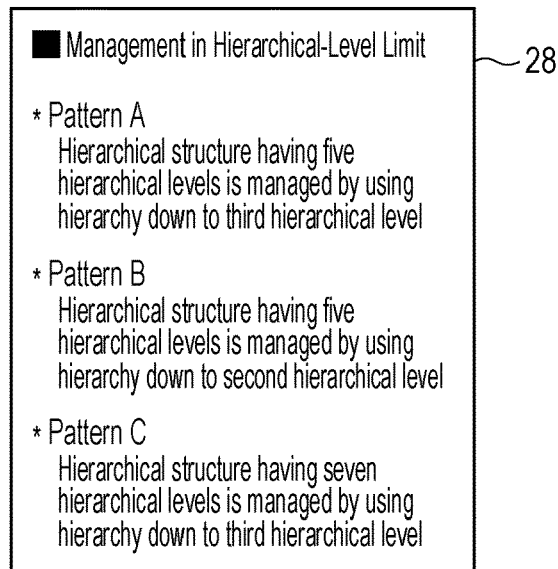 ■ Management in Hierarchical-Level Limit
28
* Pattern A
Hierarchical structure having five
hierarchical levels is managed by using
hierarchy down to third hierarchical level
* Pattern B
Hierarchical structure having five
hierarchical levels is managed by using
hierarchy down to second hierarchical level
* Pattern C
Hierarchical structure having seven
hierarchical levels is managed by using
hierarchy down to third hierarchical level